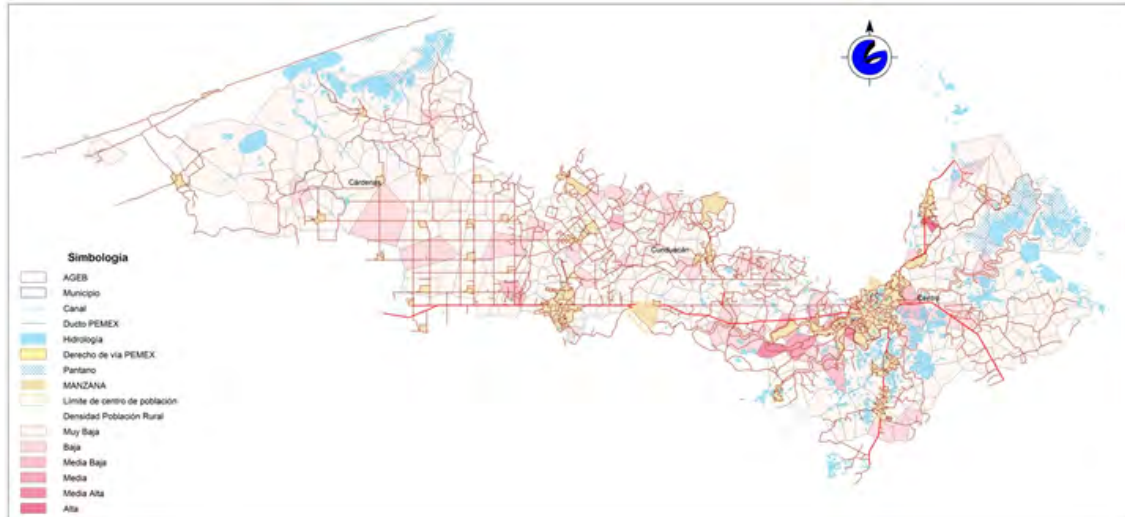 Cárdenas
Cunduacán
Centro
Simbología
AGEB
Municipio
Canal
Ducto PEMEX
Hidrología
Derecho de vía PEMEX
Pantano
MANZANA
Límite de centro de población
Densidad Población Rural
Muy Baja
Baja
Media Baja
Media
Media Alta
Alta